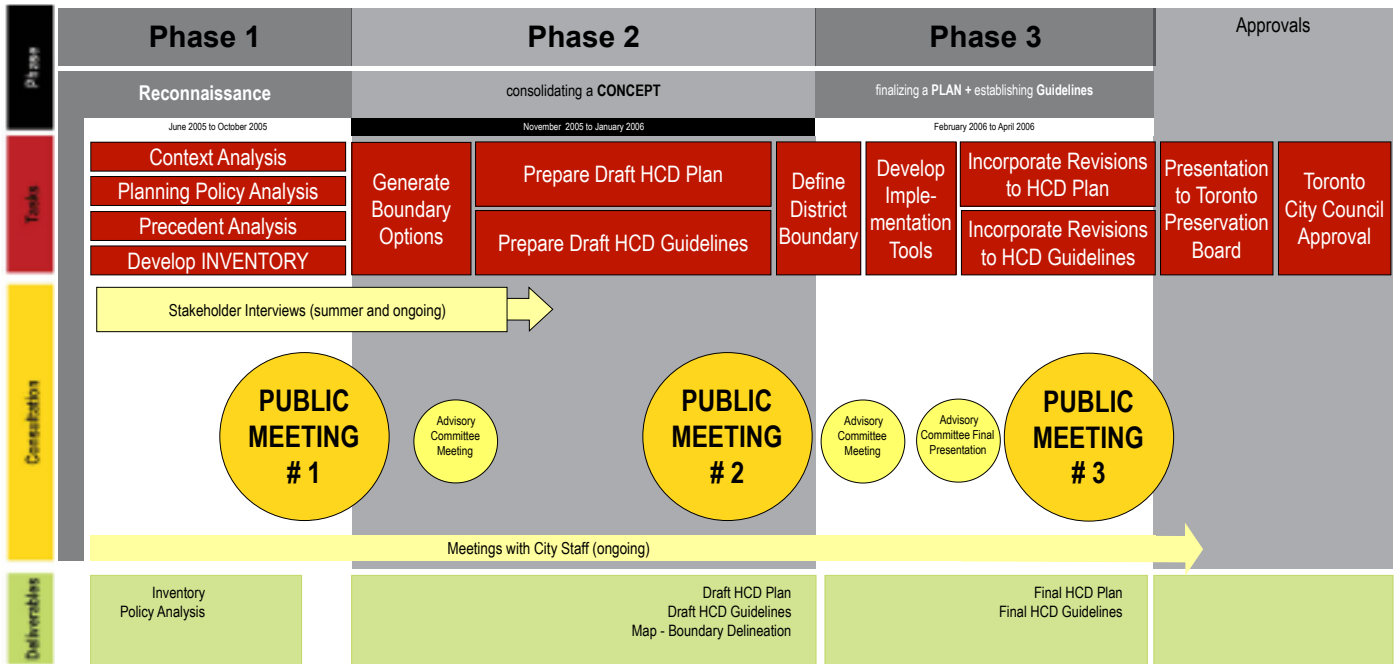 Phase
Phase 1
Phase 2
Phase 3
Approvals
Reconnaissance
consolidating a CONCEPT
finalizing a PLAN + establishing Guidelines
June 2005 to October 2005
November 2005 to January 2006
February 2006 to April 2006
Tasks
Context Analysis
Planning Policy Analysis
Precedent Analysis
Develop INVENTORY
Generate
Boundary
Options
Prepare Draft HCD Plan
Prepare Draft HCD Guidelines
Define
District
Boundary
Develop
Imple-
mentation
Tools
Incorporate Revisions
to HCD Plan
Incorporate Revisions
to HCD Guidelines
Presentation
to Toronto
Preservation
Board
Toronto
City Council
Approval
Consultation
Stakeholder Interviews (summer and ongoing)
PUBLIC
MEETING
# 1
Advisory
Committee
Meeting
PUBLIC
MEETING
# 2
Advisory
Committee
Meeting
Advisory
Committee Final
Presentation
PUBLIC
MEETING
# 3
Meetings with City Staff (ongoing)
Deliverables
Inventory
Policy Analysis
Draft HCD Plan
Draft HCD Guidelines
Map - Boundary Delineation
Final HCD Plan
Final HCD Guidelines